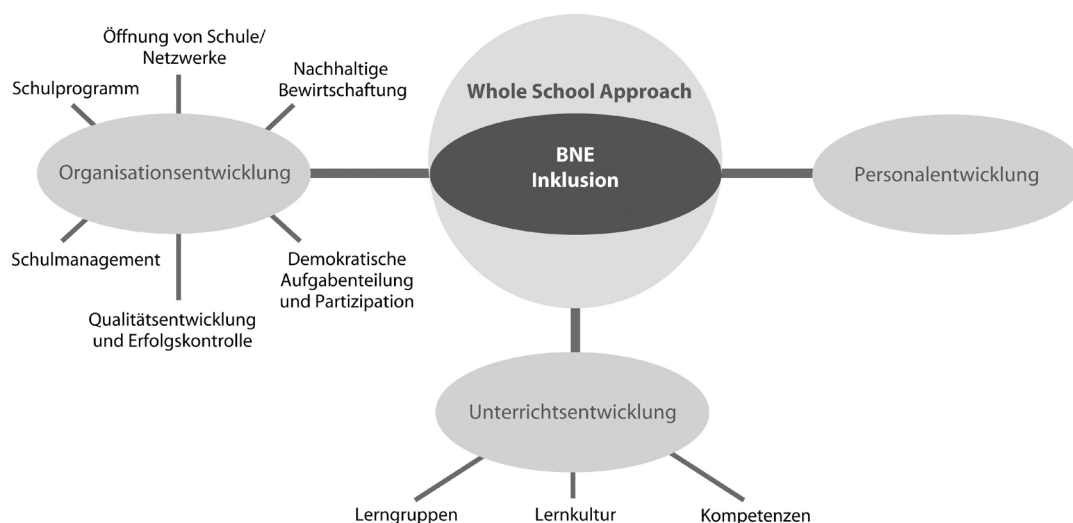 Öffnung von Schule/
Netzwerke
Schulprogramm
Nachhaltige
Bewirtschaftung
Organisationsentwicklung
Schulmanagement
Qualitätsentwicklung
und Erfolgskontrolle
Demokratische
Aufgabenteilung
und Partizipation
Whole School Approach
BNE
Inklusion
Personalentwicklung
Unterrichtsentwicklung
Lerngruppen
Lernkultur
Kompetenzen